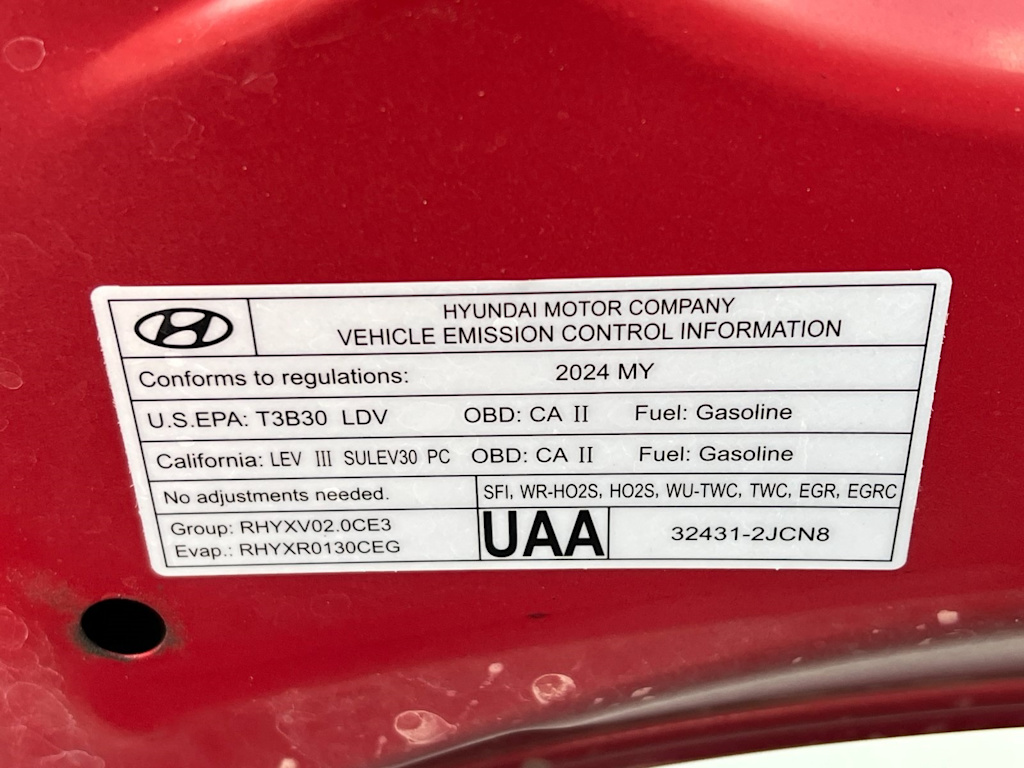 HYUNDAI MOTOR COMPANY
VEHICLE EMISSION CONTROL INFORMATION
Conforms to regulations: 2024 MY
U.S.EPA: T3B30 LDV OBD: CA II Fuel: Gasoline
California: LEV III SULEV30 PC OBD: CA II Fuel: Gasoline
No adjustments needed. SFI, WR-HO2S, HO2S, WU-TWC, TWC, EGR, EGRC
Group: RHYXV02.0CE3
Evap.: RHYXR0130CEG
UAA 32431-2JCN8